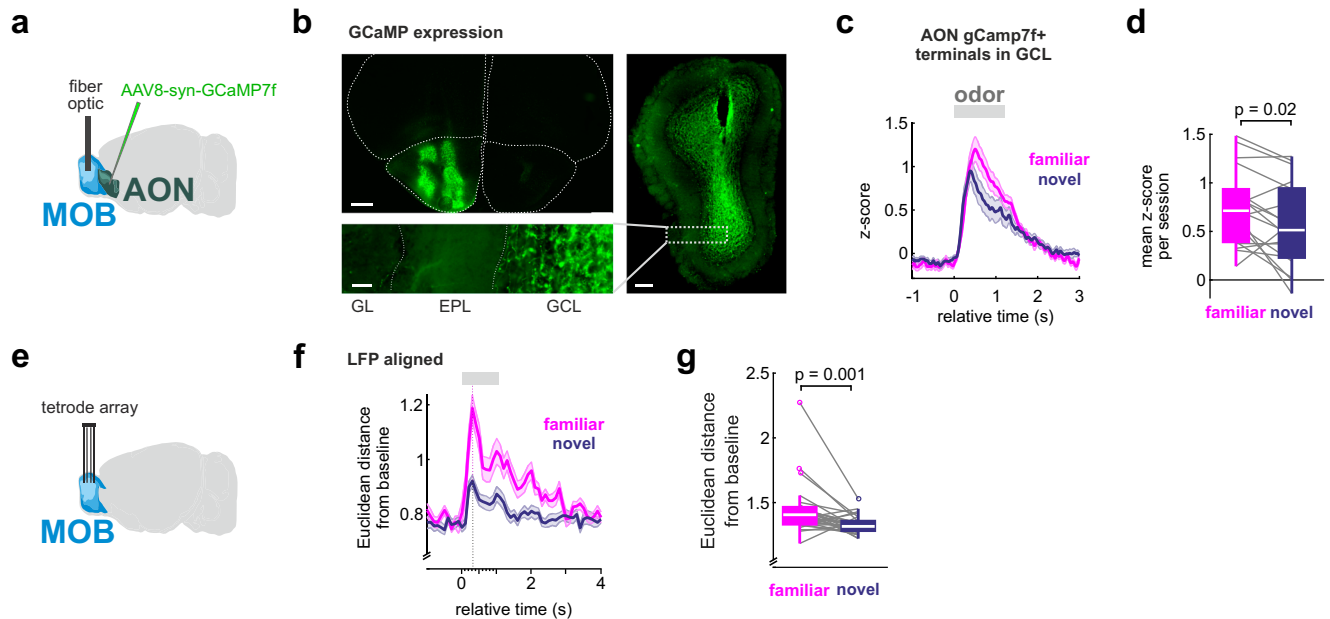 a
fiber
optic
AAV8-syn-GCaMP7f
AON
MOB
b
GCaMP expression
GL
EPL
GCL
c
AON gCamp7f+
terminals in GCL
odor
familiar
novel
1.5
1
0.5
0
z-score
-1
0
1
2
3
relative time (s)
d
p = 0.02
1.5
1
0.5
0
mean z-score
per session
familiar
novel
e
tetrode array
MOB
f
LFP aligned
familiar
novel
1.2
1
0.8
Euclidean distance
from baseline
0
2
4
relative time (s)
g
p = 0.001
2.5
2
1.5
Euclidean distance
from baseline
familiar
novel